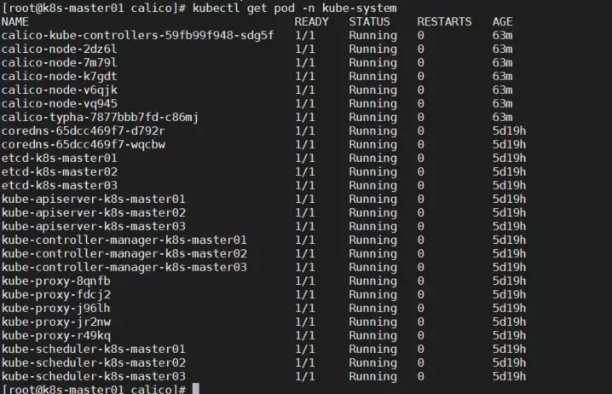 [root@k8s-master01 calico]# kubectl get pod -n kube-system
NAME READY STATUS RESTARTS AGE
calico-kube-controllers-59fb99f948-sdg5f 1/1 Running 0 63m
calico-node-2dz6l 1/1 Running 0 63m
calico-node-7m79l 1/1 Running 0 63m
calico-node-k7gdt 1/1 Running 0 63m
calico-node-v6qjk 1/1 Running 0 63m
calico-node-vq945 1/1 Running 0 63m
calico-typha-7877bbb7fd-c86mj 1/1 Running 0 63m
coredns-65dcc469f7-d792r 1/1 Running 0 5d19h
coredns-65dcc469f7-wqcbw 1/1 Running 0 5d19h
etcd-k8s-master01 1/1 Running 0 5d19h
etcd-k8s-master02 1/1 Running 0 5d19h
etcd-k8s-master03 1/1 Running 0 5d19h
kube-apiserver-k8s-master01 1/1 Running 0 5d19h
kube-apiserver-k8s-master02 1/1 Running 0 5d19h
kube-apiserver-k8s-master03 1/1 Running 0 5d19h
kube-controller-manager-k8s-master01 1/1 Running 0 5d19h
kube-controller-manager-k8s-master02 1/1 Running 0 5d19h
kube-controller-manager-k8s-master03 1/1 Running 0 5d19h
kube-proxy-8qnfb 1/1 Running 0 5d19h
kube-proxy-fdcj2 1/1 Running 0 5d19h
kube-proxy-j96lh 1/1 Running 0 5d19h
kube-proxy-jr2nw 1/1 Running 0 5d19h
kube-proxy-r49kq 1/1 Running 0 5d19h
kube-scheduler-k8s-master01 1/1 Running 0 5d19h
kube-scheduler-k8s-master02 1/1 Running 0 5d19h
kube-scheduler-k8s-master03 1/1 Running 0 5d19h
[root@k8s-master01 calico]#